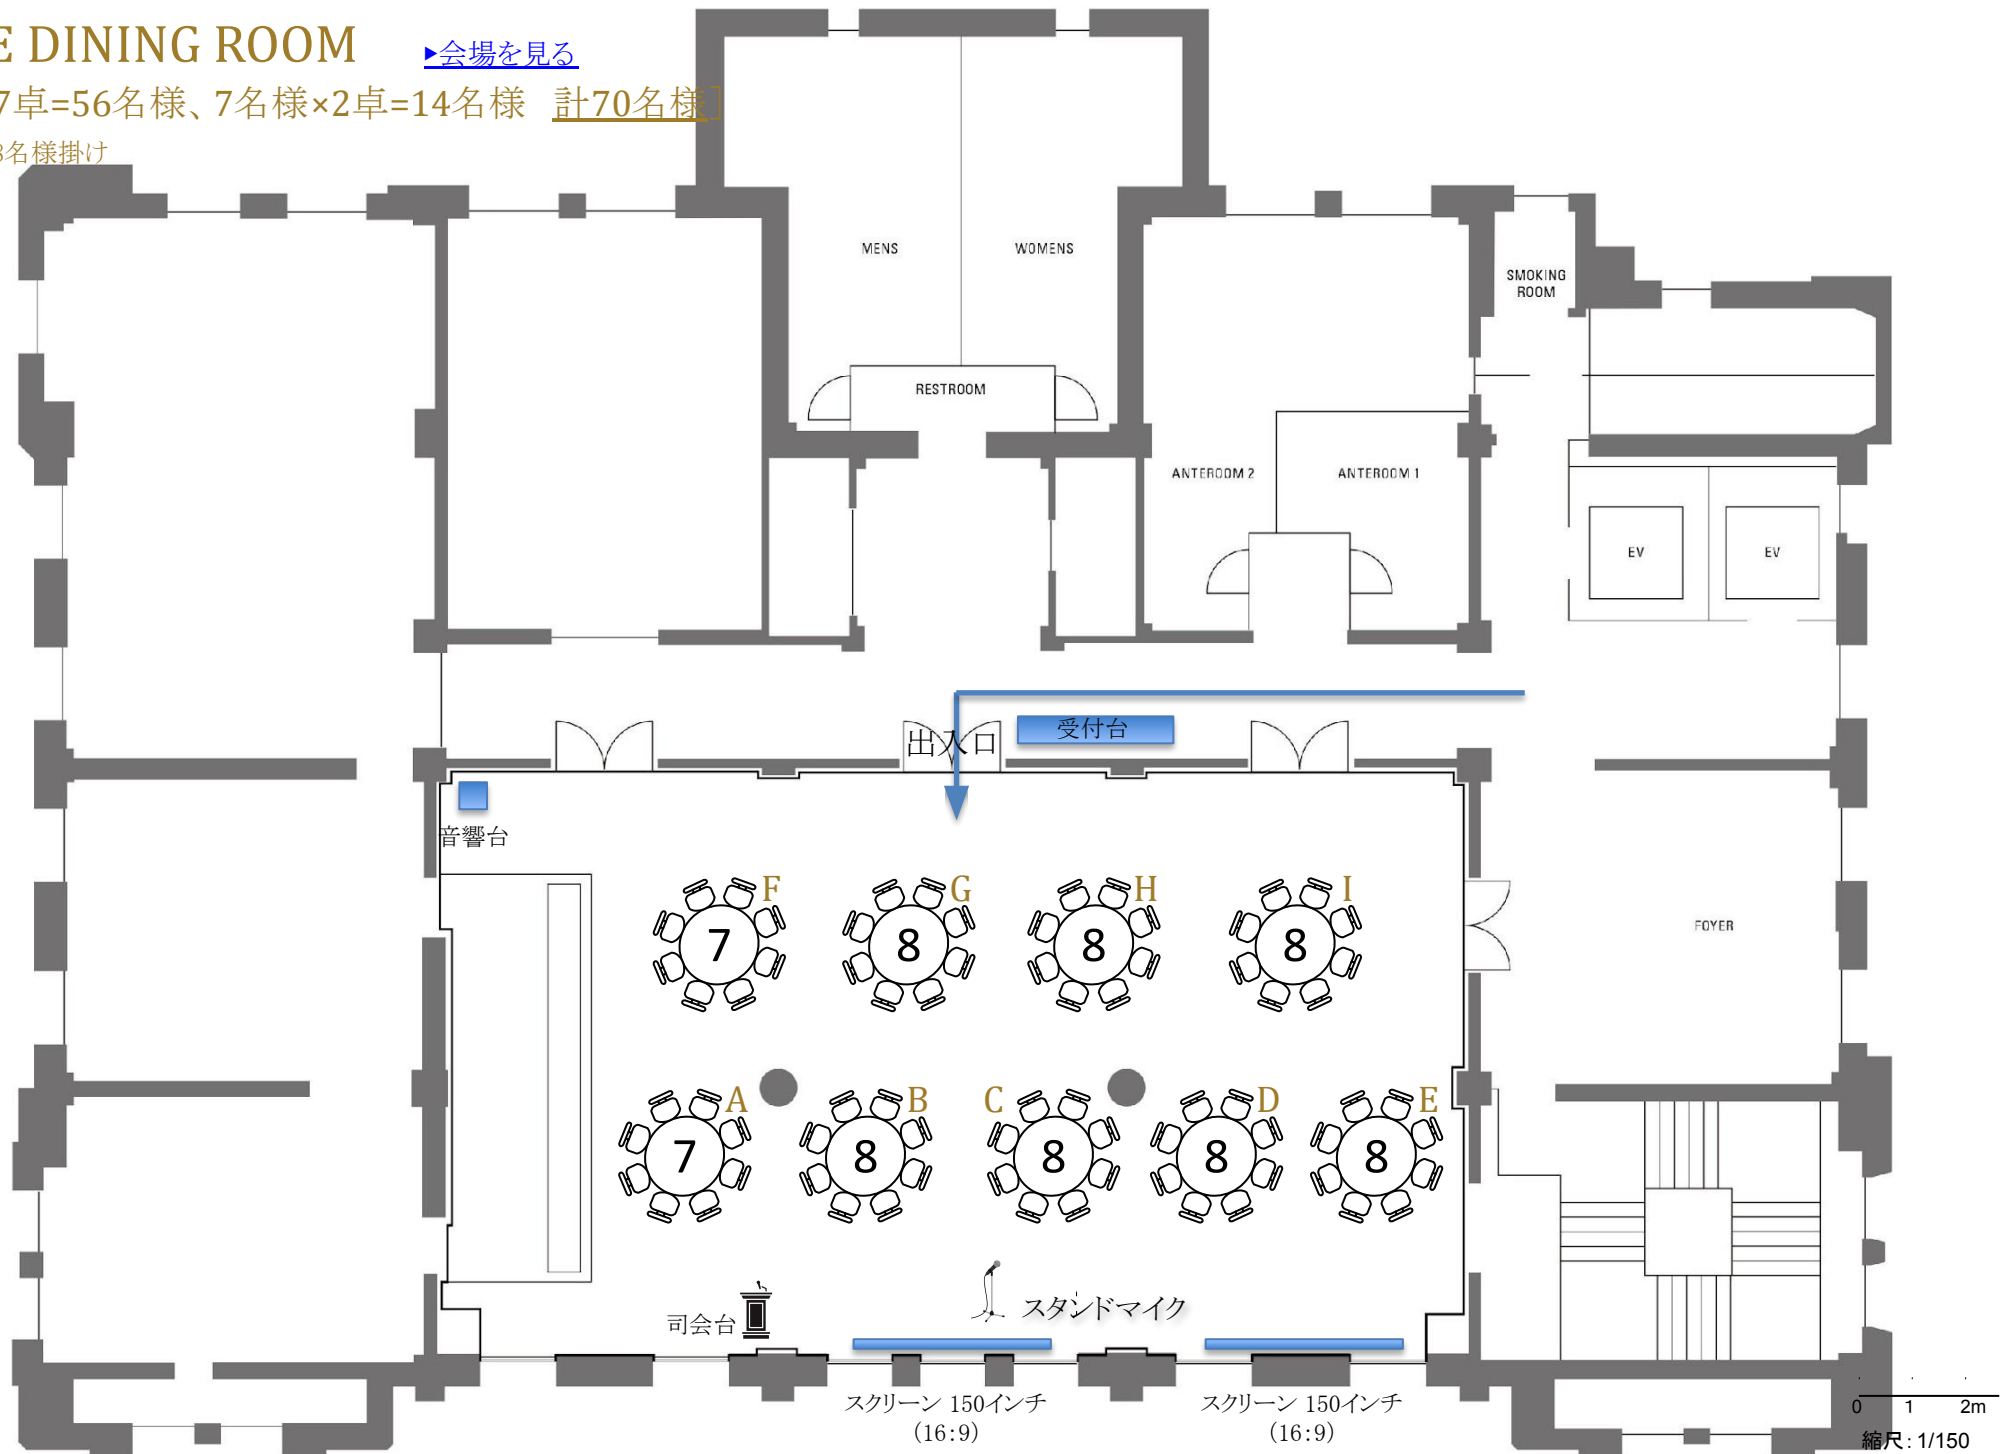 E DINING ROOM
▸会場を見る
7卓=56名様、7名様×2卓=14名様 計70名様］
8名様掛け
MENS
WOMENS
SMOKING
ROOM
RESTROOM
ANTEROOM 2
ANTEROOM 1
EV
EV
受付台
出入口
音響台
F
G
H
I
7
8
8
8
FOYER
A
B
C
D
E
7
8
8
8
8
司会台
スタンドマイク
スクリーン 150インチ
(16:9)
スクリーン 150インチ
(16:9)
0 1 2m
縮尺：1/150